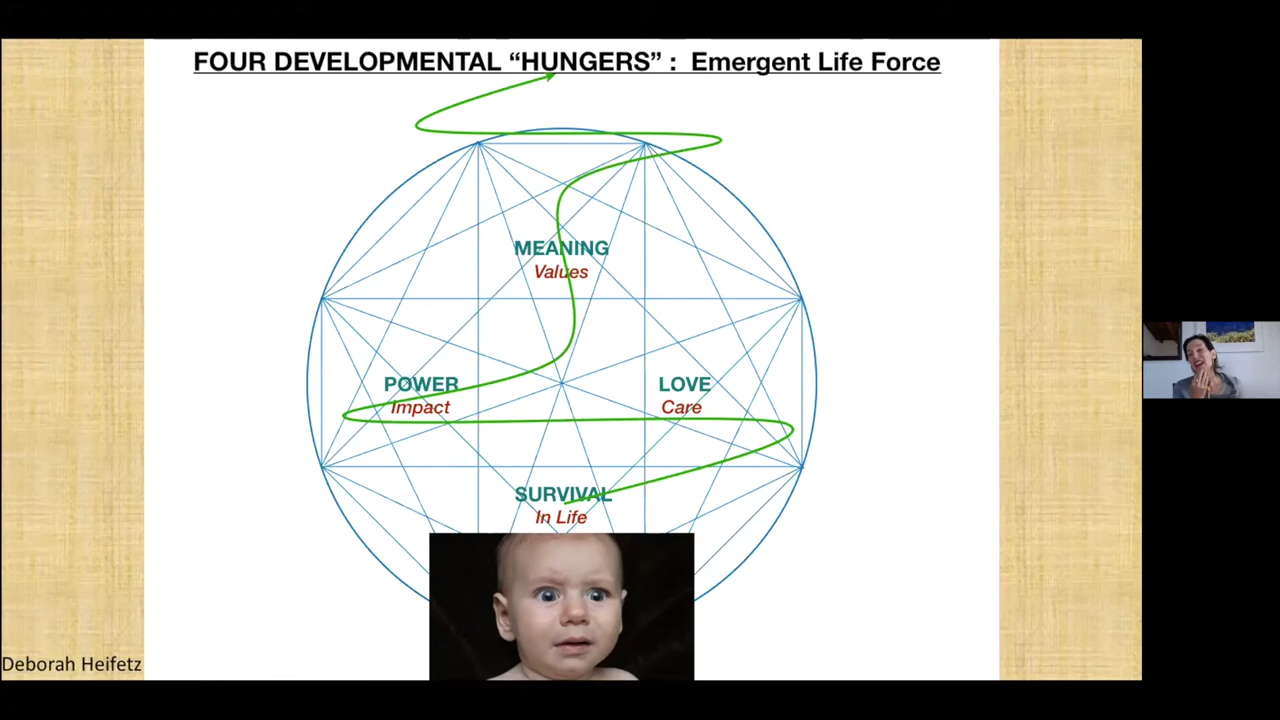 FOUR DEVELOPMENTAL “HUNGERS” : Emergent Life Force
MEANING
Values
POWER
Impact
LOVE
Care
SURVIVAL
In Life
Deborah Heifetz